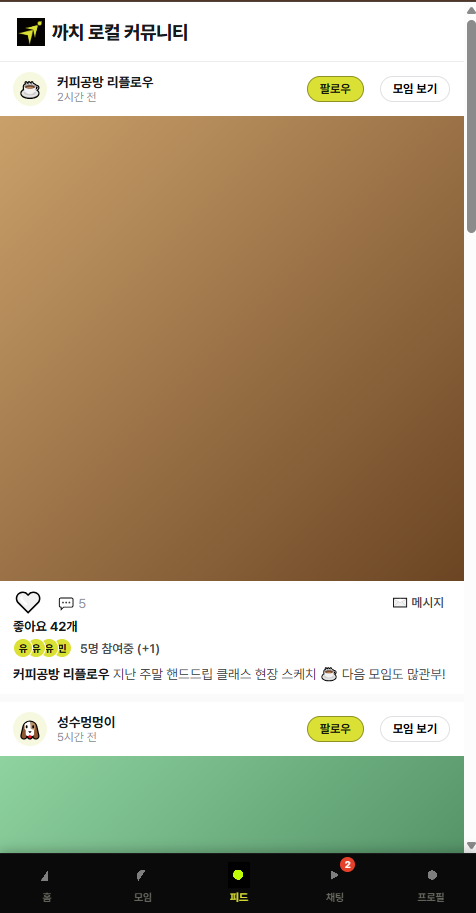 까치 로컬 커뮤니티
커피공방 리플로우
2시간 전
팔로우
모임 보기
5
메시지
좋아요 42개
유 유 유 민
5명 참여중 (+1)
커피공방 리플로우 지난 주말 핸드드립 클래스 현장 스케치 ☕ 다음 모임도 많관부!
성수멍멍이
5시간 전
팔로우
모임 보기
2
홈
모임
피드
채팅
프로필